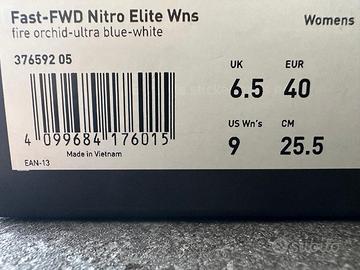 Fast-FWD Nitro Elite Wns
Womens
fire orchid-ultra blue-white
376592 05
UK
EUR
6.5
40
US Wn's
CM
9
25.5
4 099684 176015
Made in Vietnam
EAN-13
subito